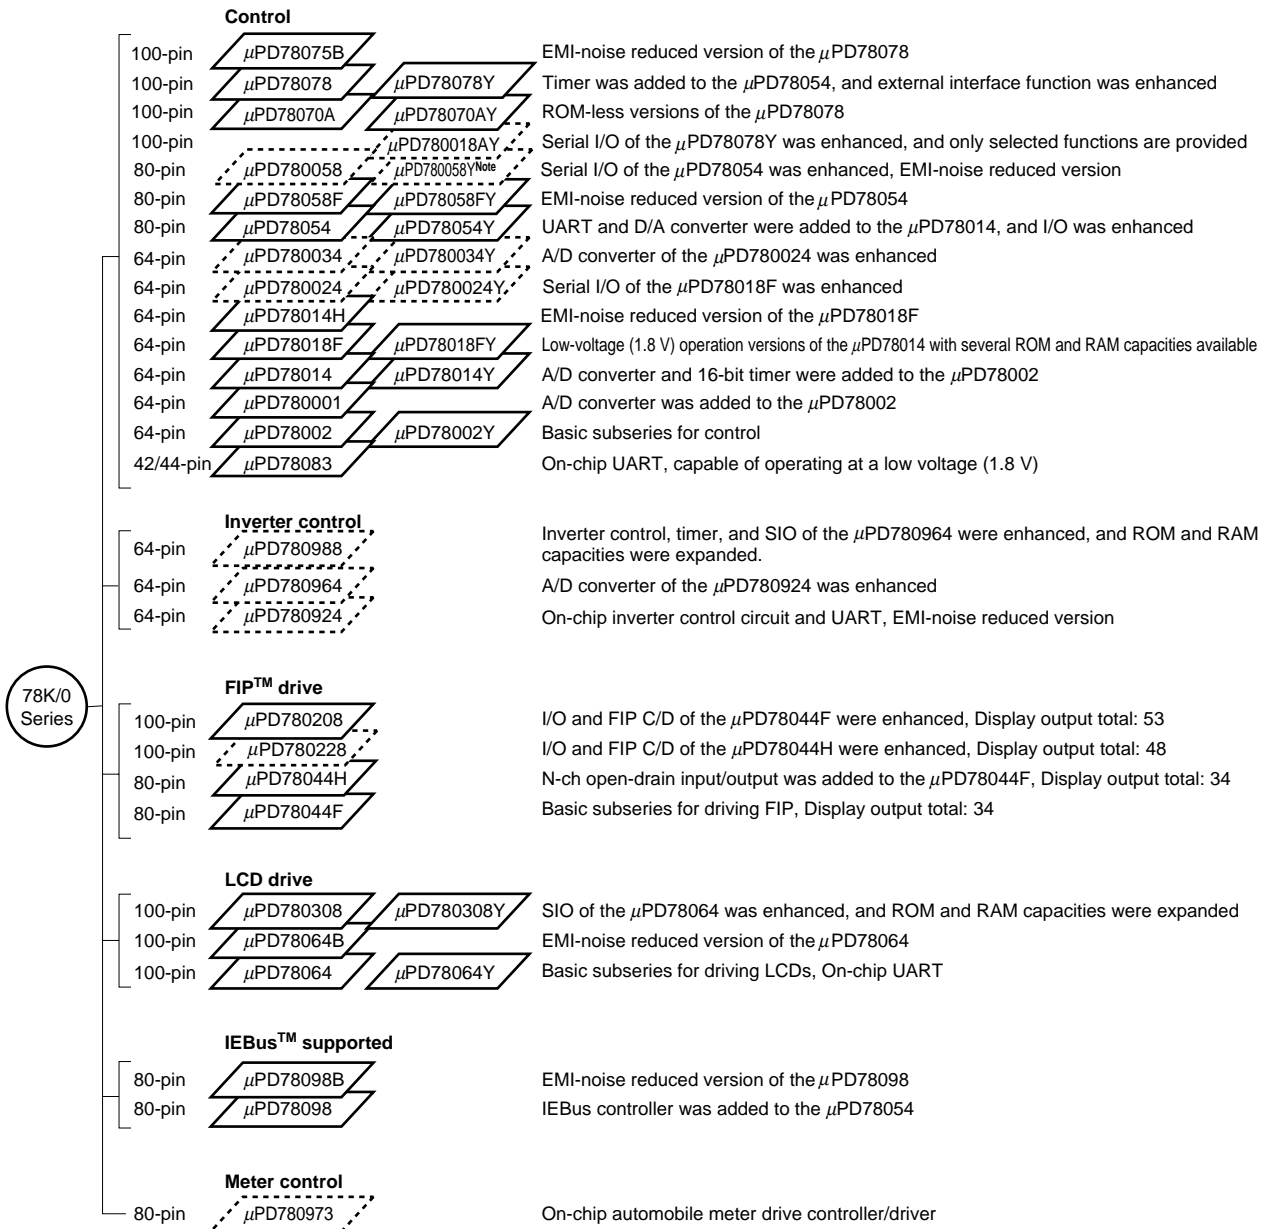 Control
100-pin μPD78075B EMI-noise reduced version of the μPD78078
100-pin μPD78078 μPD78078Y Timer was added to the μPD78054, and external interface function was enhanced
100-pin μPD78070A μPD78070AY ROM-less versions of the μPD78078
100-pin μPD780018AY Serial I/O of the μPD78078Y was enhanced, and only selected functions are provided
80-pin μPD780058 μPD780058YNote Serial I/O of the μPD78054 was enhanced, EMI-noise reduced version
80-pin μPD78058F μPD78058FY EMI-noise reduced version of the μPD78054
80-pin μPD78054 μPD78054Y UART and D/A converter were added to the μPD78014, and I/O was enhanced
64-pin μPD780034 μPD780034Y A/D converter of the μPD780024 was enhanced
64-pin μPD780024 μPD780024Y Serial I/O of the μPD78018F was enhanced
64-pin μPD78014H EMI-noise reduced version of the μPD78018F
64-pin μPD78018F μPD78018FY Low-voltage (1.8 V) operation versions of the μPD78014 with several ROM and RAM capacities available
64-pin μPD78014 μPD78014Y A/D converter and 16-bit timer were added to the μPD78002
64-pin μPD780001 A/D converter was added to the μPD78002
64-pin μPD78002 μPD78002Y Basic subseries for control
42/44-pin μPD78083 On-chip UART, capable of operating at a low voltage (1.8 V)
Inverter control
64-pin μPD780988 Inverter control, timer, and SIO of the μPD780964 were enhanced, and ROM and RAM
capacities were expanded.
64-pin μPD780964 A/D converter of the μPD780924 was enhanced
64-pin μPD780924 On-chip inverter control circuit and UART, EMI-noise reduced version
78K/0
Series
FIPTM drive
100-pin μPD780208 I/O and FIP C/D of the μPD78044F were enhanced, Display output total: 53
100-pin μPD780228 I/O and FIP C/D of the μPD78044H were enhanced, Display output total: 48
80-pin μPD78044H N-ch open-drain input/output was added to the μPD78044F, Display output total: 34
80-pin μPD78044F Basic subseries for driving FIP, Display output total: 34
LCD drive
100-pin μPD780308 μPD780308Y SIO of the μPD78064 was enhanced, and ROM and RAM capacities were expanded
100-pin μPD78064B EMI-noise reduced version of the μPD78064
100-pin μPD78064 μPD78064Y Basic subseries for driving LCDs, On-chip UART
IEBusTM supported
80-pin μPD78098B EMI-noise reduced version of the μPD78098
80-pin μPD78098 IEBus controller was added to the μPD78054
Meter control
80-pin μPD780973 On-chip automobile meter drive controller/driver